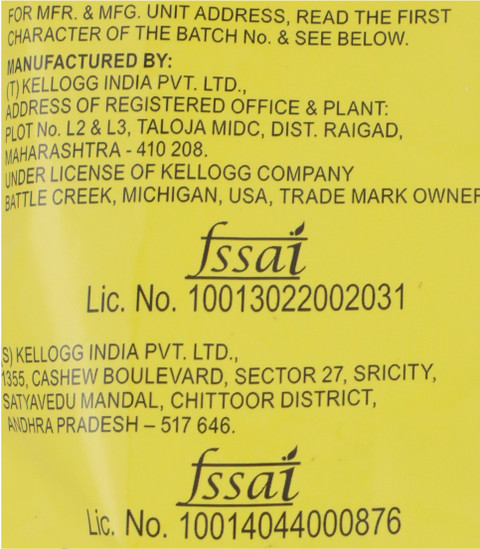 FOR MFR. & MFG. UNIT ADDRESS, READ THE FIRST
CHARACTER OF THE BATCH No. & SEE BELOW.
MANUFACTURED BY:
(T) KELLOGG INDIA PVT. LTD.,
ADDRESS OF REGISTERED OFFICE & PLANT:
PLOT No. L2 & L3, TALOJA MIDC, DIST. RAIGAD,
MAHARASHTRA - 410 208.
UNDER LICENSE OF KELLOGG COMPANY
BATTLE CREEK, MICHIGAN, USA, TRADE MARK OWNER
fssai
Lic. No. 10013022002031
S) KELLOGG INDIA PVT. LTD.,
1355, CASHEW BOULEVARD, SECTOR 27, SRICITY,
SATYAVEDU MANDAL, CHITTOOR DISTRICT,
ANDHRA PRADESH – 517 646.
fssai
Lic. No. 10014044000876